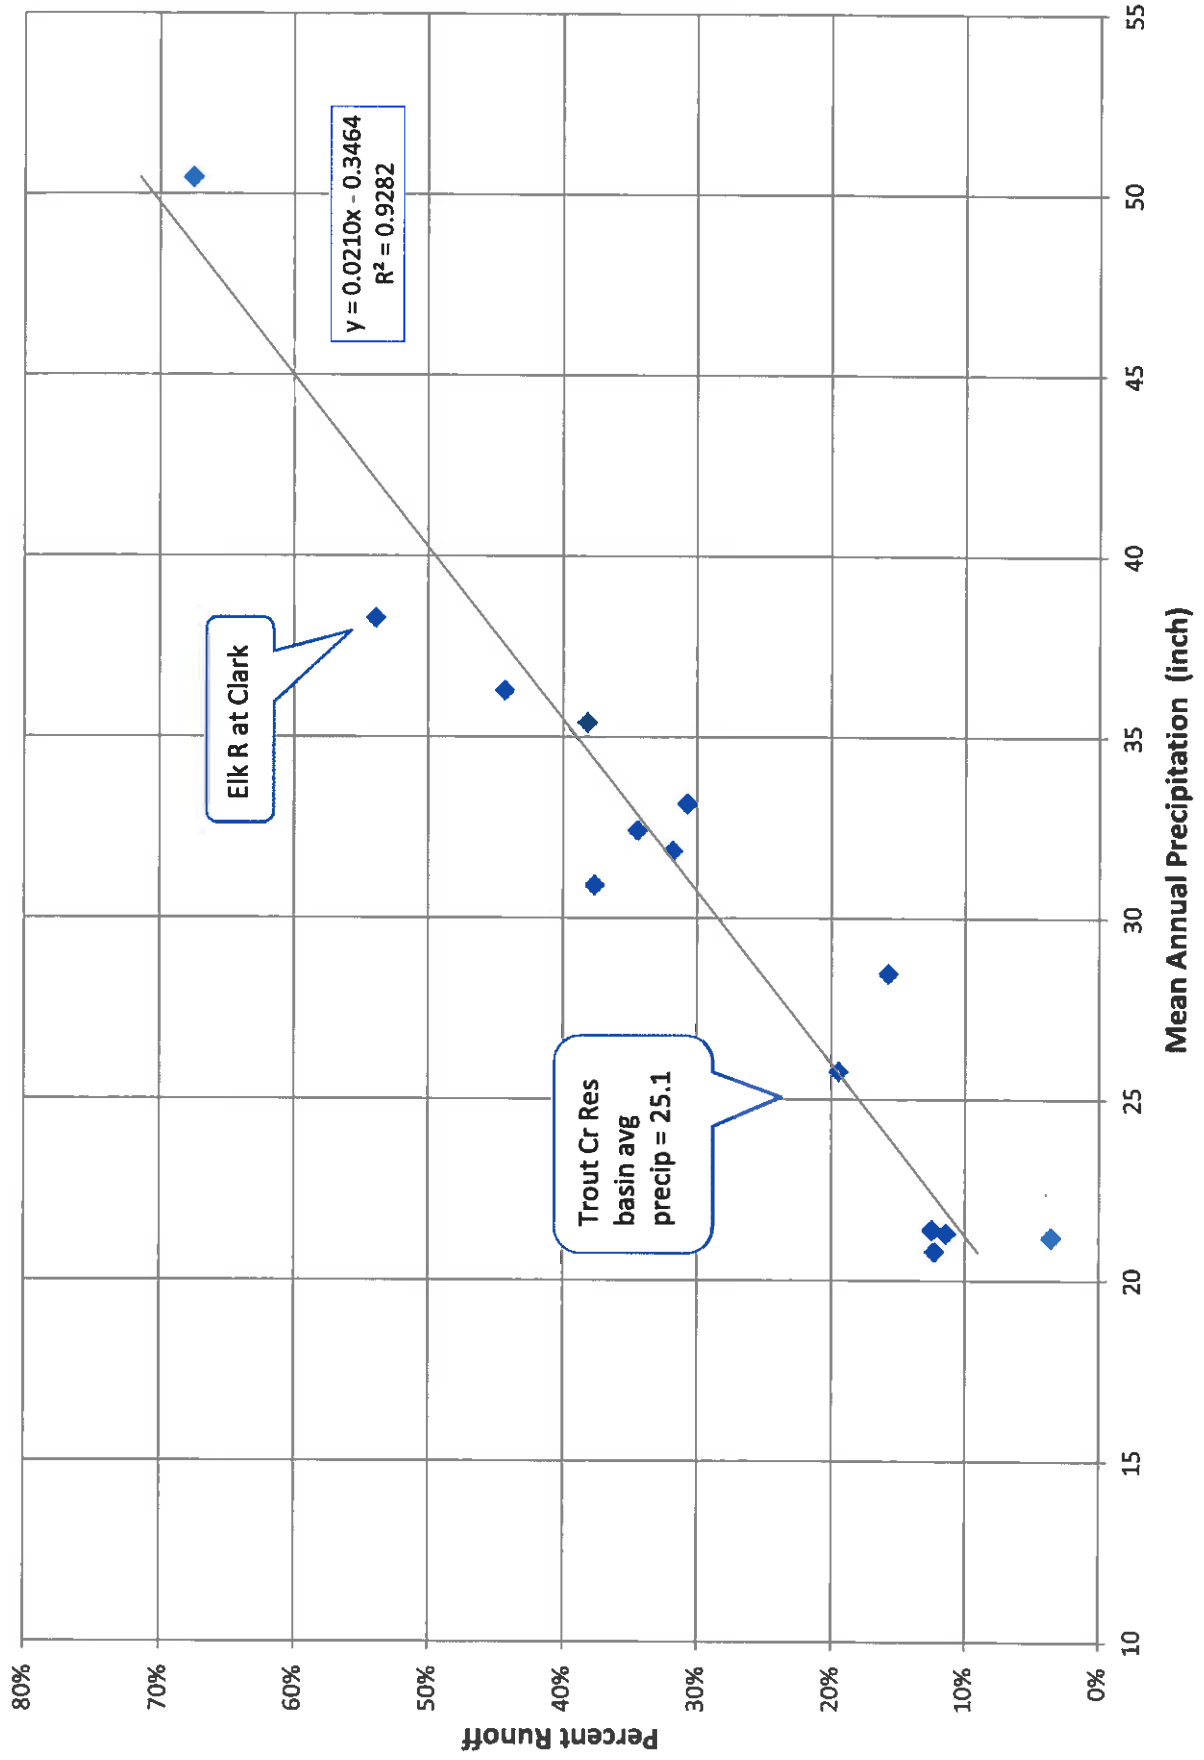 80%
70%
60%
50%
40%
30%
20%
10%
0%
Percent Runoff
10
15
20
25
30
35
40
45
50
55
Mean Annual Precipitation (inch)
Trout Cr Res
basin avg
precip = 25.1
Elk R at Clark
y = 0.0210x - 0.3464
R² = 0.9282